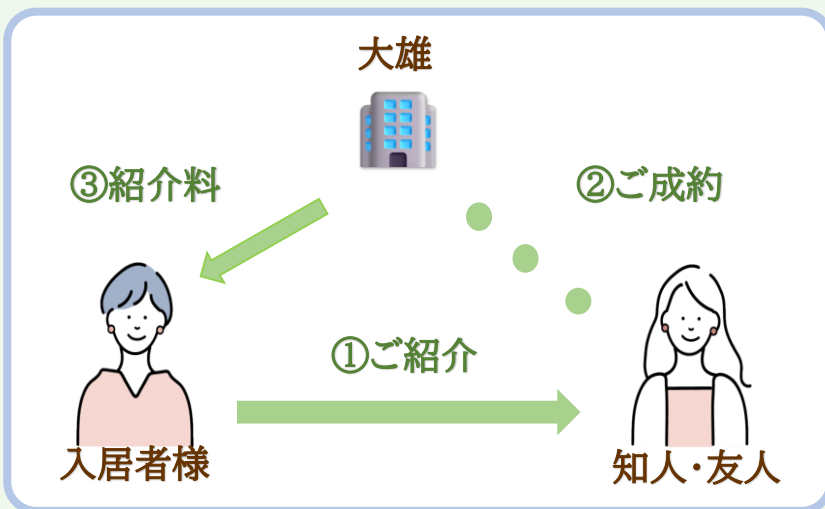 大雄
③紹介料
②ご成約
①ご紹介
入居者様
知人・友人